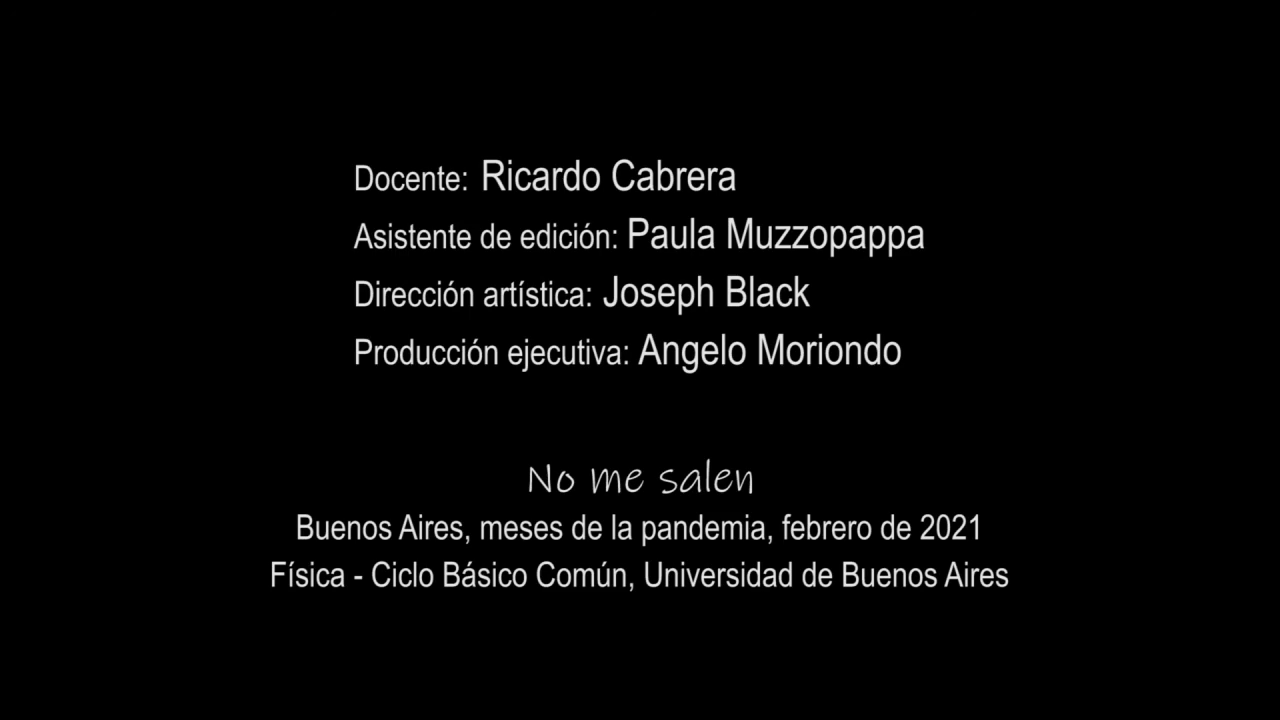 Docente: Ricardo Cabrera
Asistente de edición: Paula Muzzopappa
Dirección artística: Joseph Black
Producción ejecutiva: Angelo Moriondo
No me salen
Buenos Aires, meses de la pandemia, febrero de 2021
Física - Ciclo Básico Común, Universidad de Buenos Aires